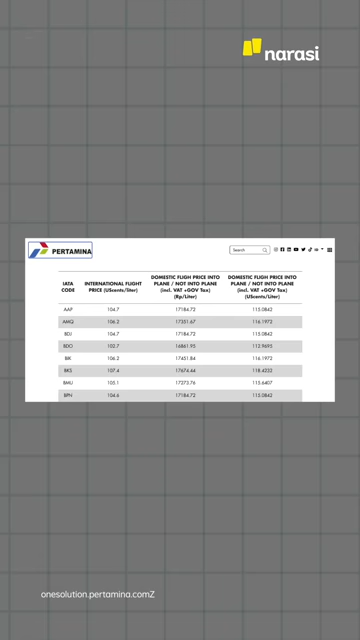 narasi
PERTAMINA
Search
IATA CODE INTERNATIONAL FLIGHT PRICE (UScents/liter) DOMESTIC FLIGH PRICE INTO PLANE / NOT INTO PLANE (incl. VAT +GOV Tax) (Rp/Liter) DOMESTIC FLIGH PRICE INTO PLANE / NOT INTO PLANE (incl. VAT +GOV Tax) (UScents/Liter)
AAP 104.7 17184.72 115.0842
AMQ 106.2 17351.67 116.1972
BDJ 104.7 17184.72 115.0842
BDO 102.7 16861.95 112.9695
BIK 106.2 17451.84 116.1972
BKS 107.4 17674.44 118.4232
BMU 105.1 17273.76 115.6407
BPN 104.6 17184.72 115.0842
onesolution.pertamina.comZ